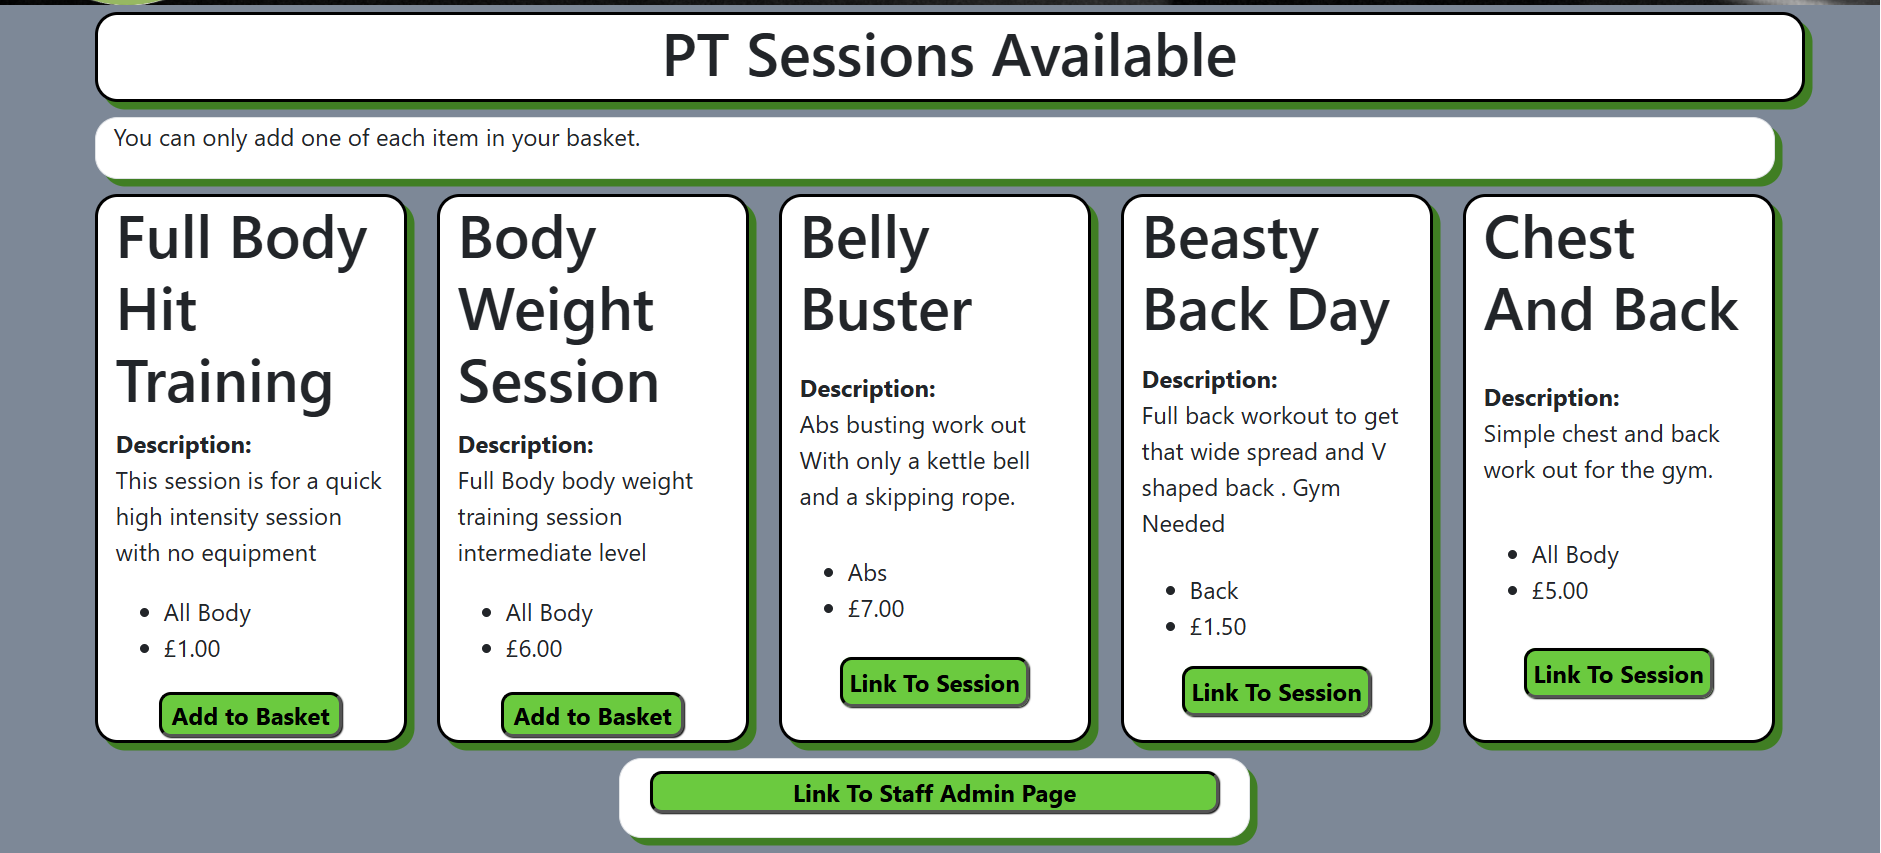 PT Sessions Available
You can only add one of each item in your basket.
Full Body
Hit
Training
Description:
This session is for a quick
high intensity session
with no equipment
All Body
£1.00
Add to Basket
Body
Weight
Session
Description:
Full Body body weight
training session
intermediate level
All Body
£6.00
Add to Basket
Belly
Buster
Description:
Abs busting work out
With only a kettle bell
and a skipping rope.
Abs
£7.00
Link To Session
Beasty
Back Day
Description:
Full back workout to get
that wide spread and V
shaped back . Gym
Needed
Back
£1.50
Link To Session
Chest
And Back
Description:
Simple chest and back
work out for the gym.
All Body
£5.00
Link To Session
Link To Staff Admin Page